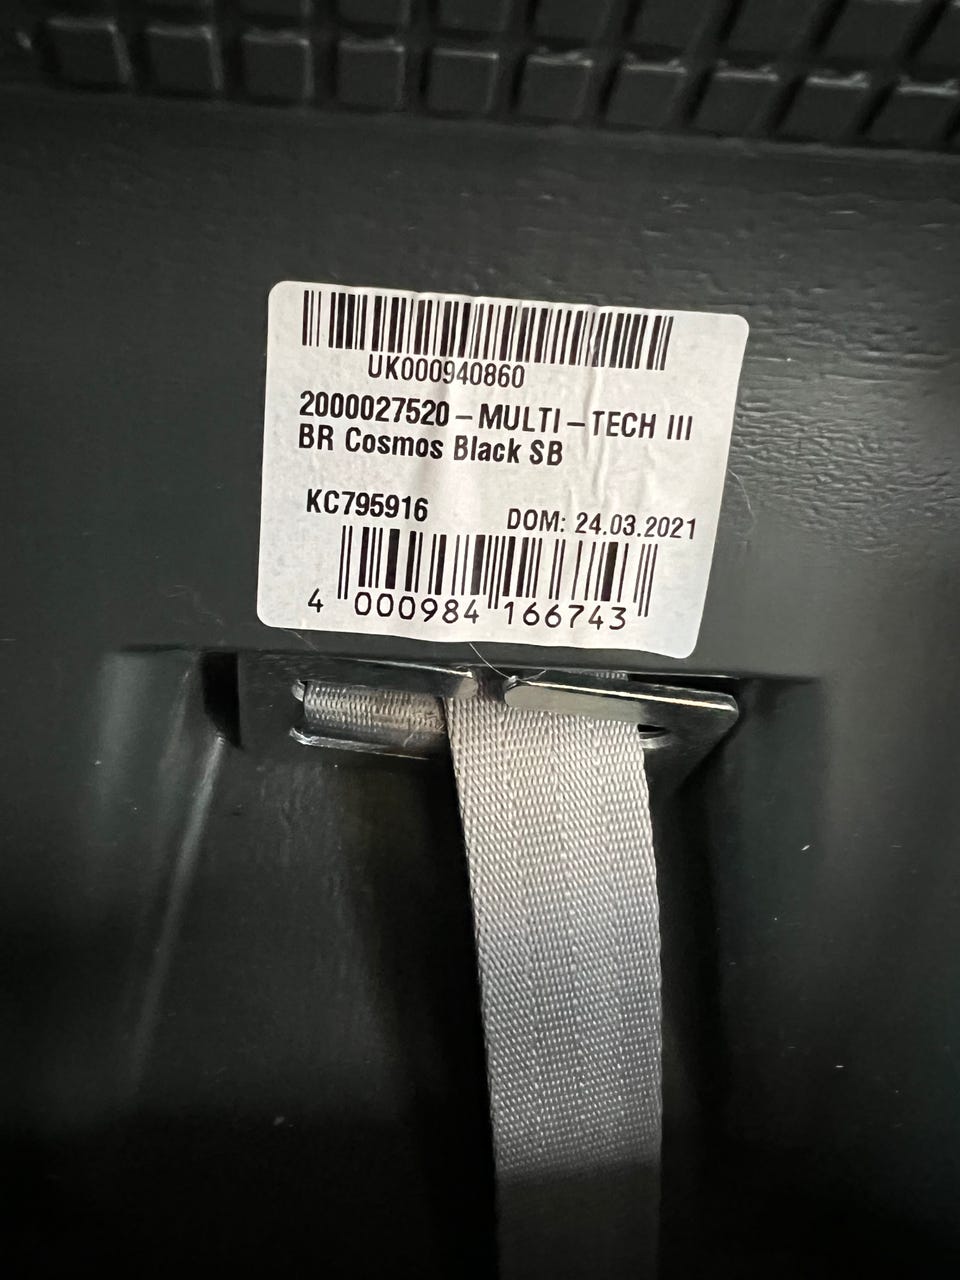 UK000940860
2000027520-MULTI-TECH III
BR Cosmos Black SB
KC795916 DOM: 24.03.2021
4 000984 166743